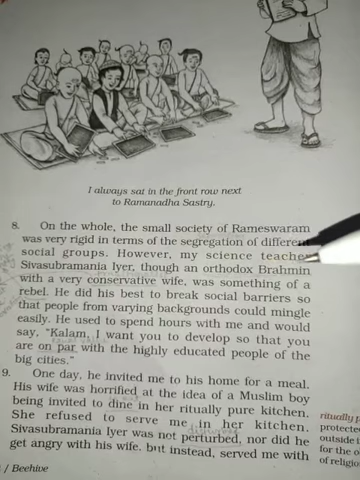 I always sat in the front row next
to Ramanadha Sastry.
8. On the whole, the small society of Rameswaram
was very rigid in terms of the segregation of different
social groups. However, my science teacher
Sivasubramania Iyer, though an orthodox Brahmin
with a very conservative wife, was something of a
rebel. He did his best to break social barriers so
that people from varying backgrounds could mingle
easily. He used to spend hours with me and would
say, "Kalam, I want you to develop so that you
are on par with the highly educated people of the
big cities."
9. One day, he invited me to his home for a meal.
His wife was horrified at the idea of a Muslim boy
being invited to dine in her ritually pure kitchen.
She refused to serve me in her kitchen.
Sivasubramania Iyer was not perturbed, nor did he
get angry with his wife, but instead, served me with
/ Beehive
ritually
protected
outside
for the
of religio